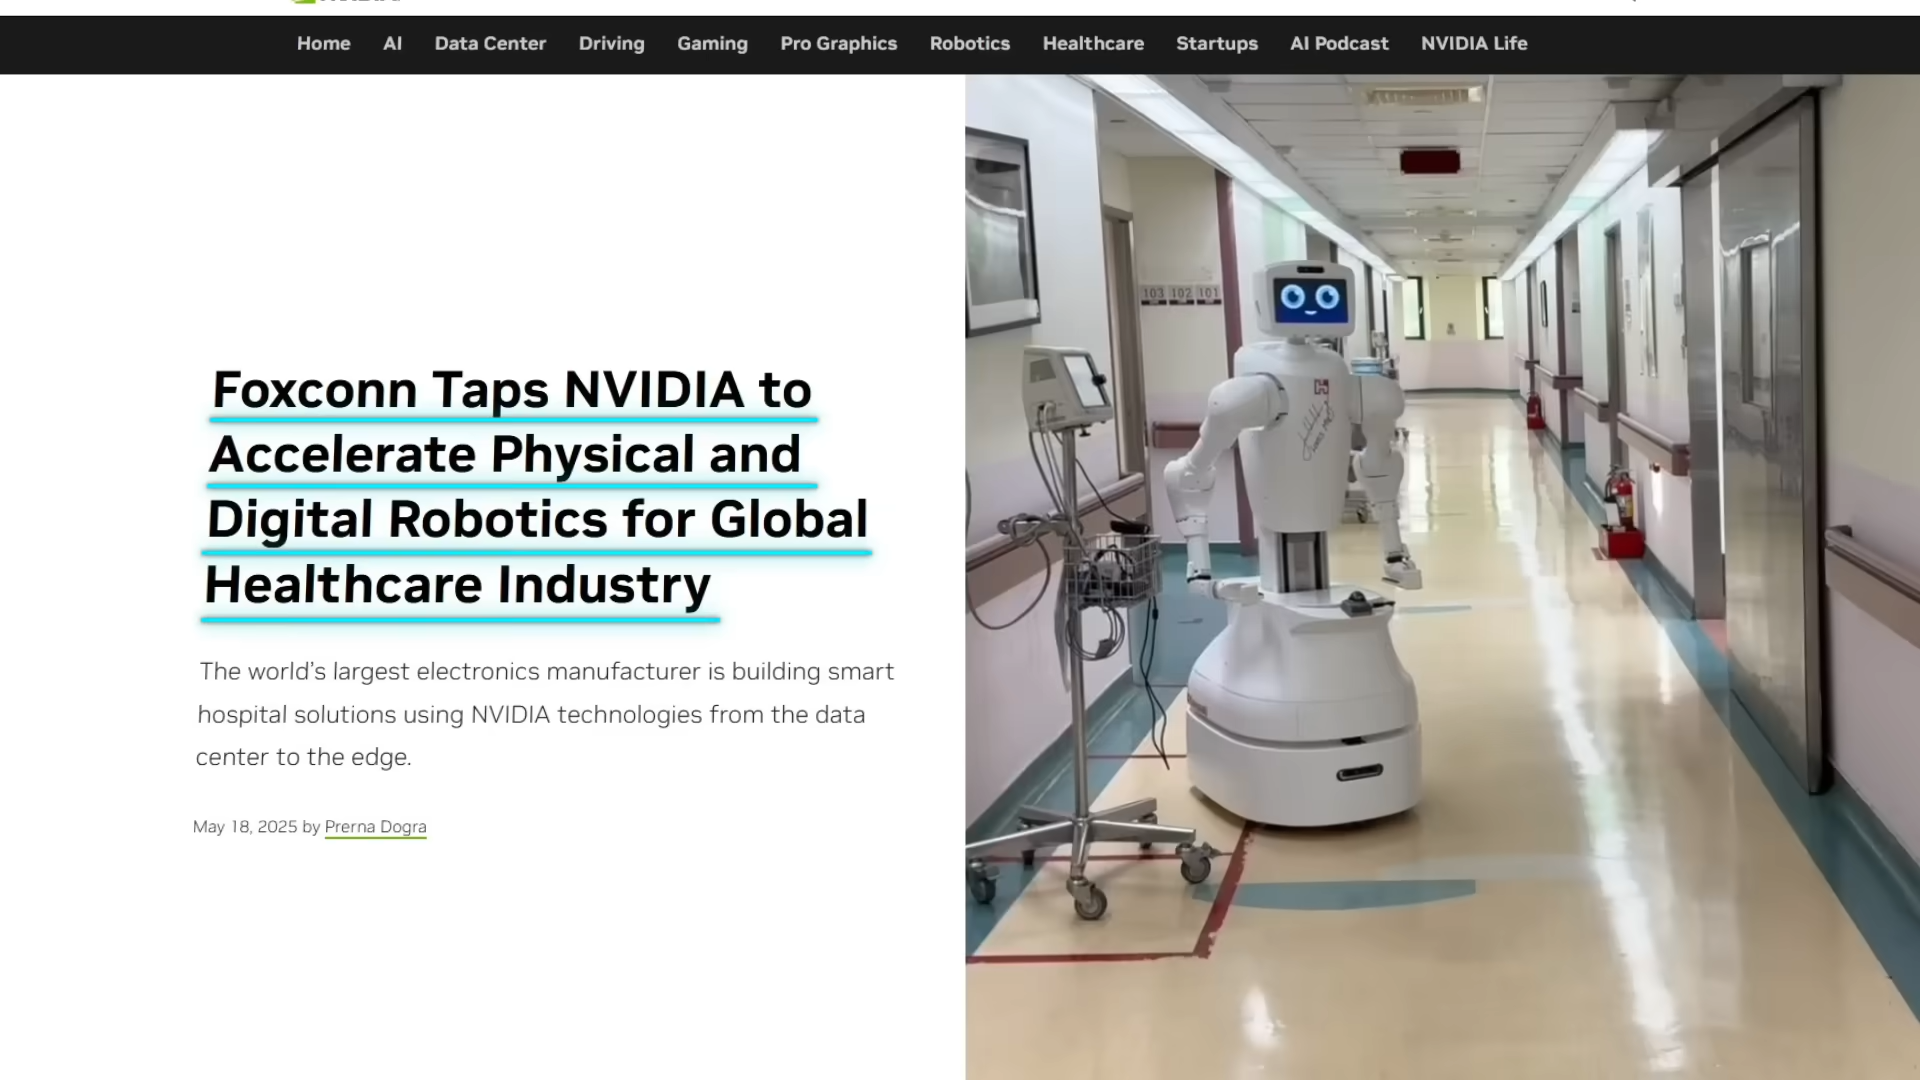 Home AI Data Center Driving Gaming Pro Graphics Robotics Healthcare Startups AI Podcast NVIDIA Life
Foxconn Taps NVIDIA to
Accelerate Physical and
Digital Robotics for Global
Healthcare Industry
The world's largest electronics manufacturer is building smart
hospital solutions using NVIDIA technologies from the data
center to the edge.
May 18, 2025 by Prerna Dogra
103 102 101